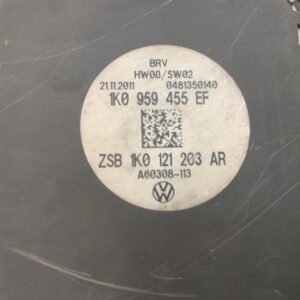 BRV
HW08/SW02
21.11.2011 0481350140
1K0 959 455 EF
ZSB 1K0 121 203 AR
A60308-113